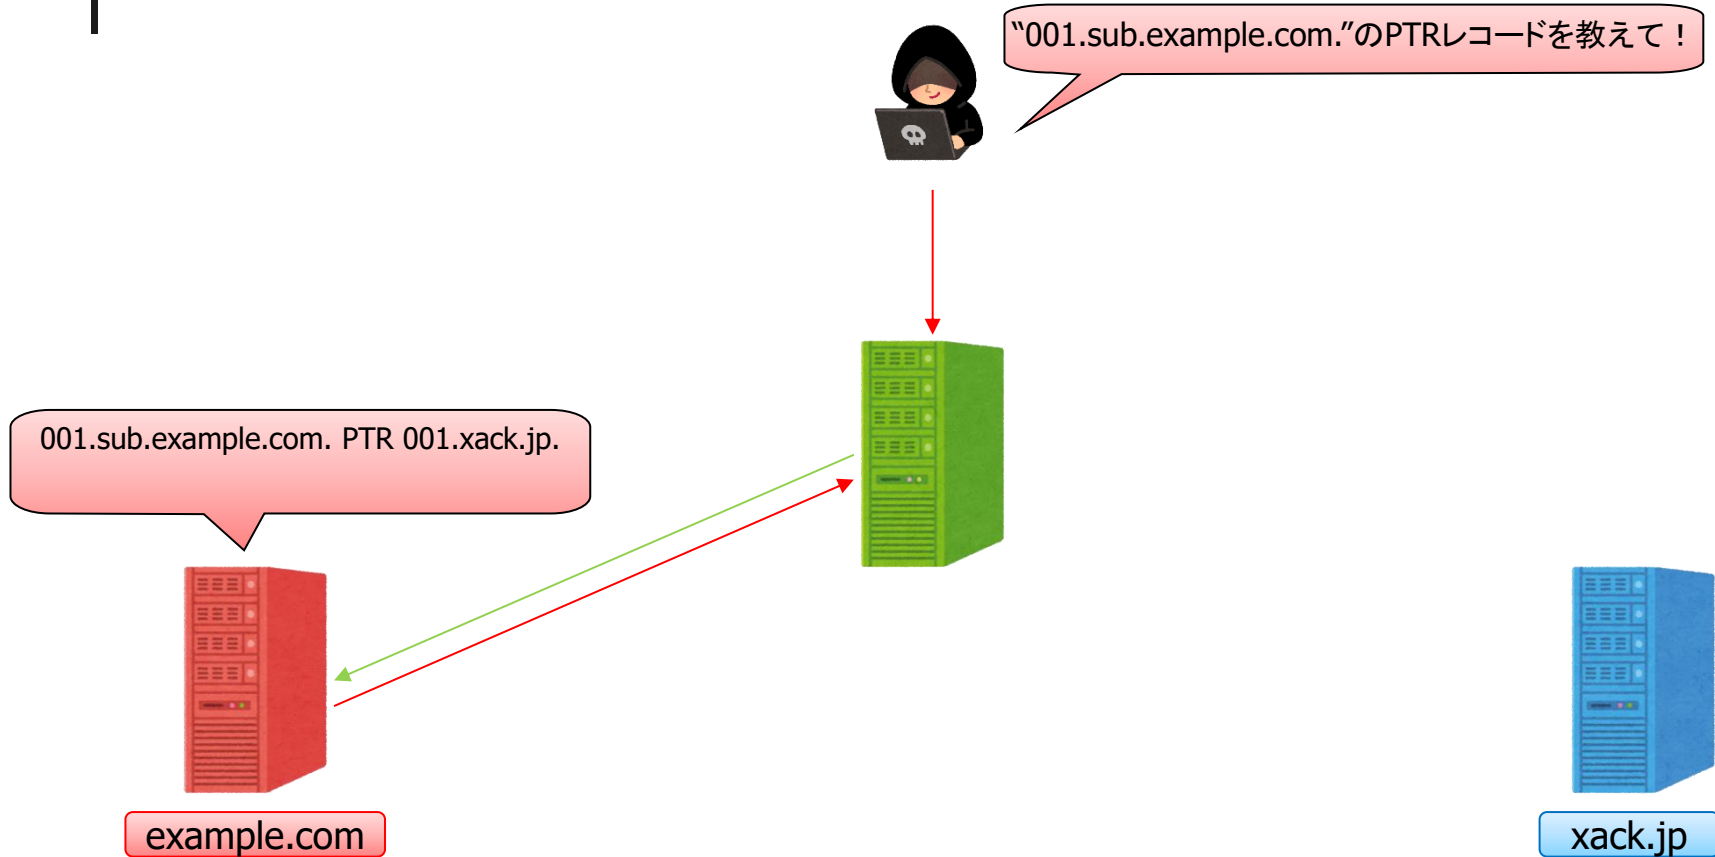 “001.sub.example.com.”のPTRレコードを教えて！
001.sub.example.com. PTR 001.xack.jp.
example.com
xack.jp